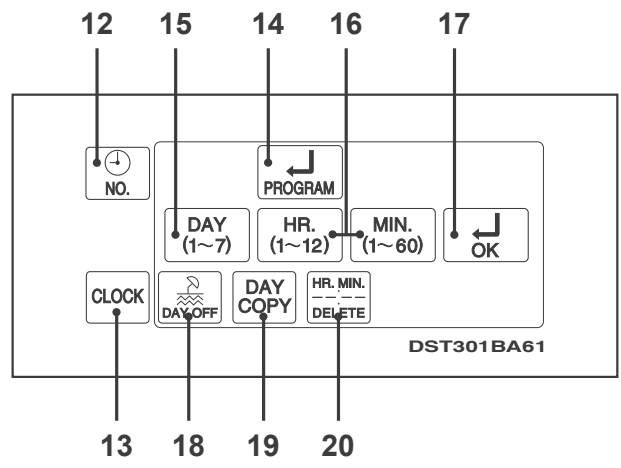 12 15 14 16 17
NO.
PROGRAM
DAY
(1~7)
HR.
(1~12)
MIN.
(1~60)
OK
CLOCK
DAY OFF
DAY
COPY
HR. MIN.
--:--
DELETE
DST301BA61
13 18 19 20